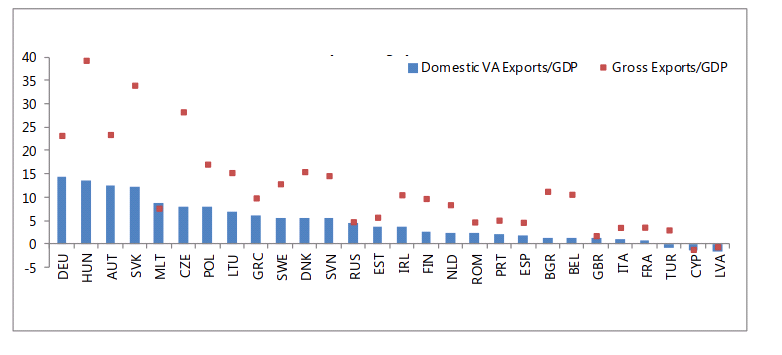 Domestic VA Exports/GDP
Gross Exports/GDP
40
35
30
25
20
15
10
5
0
-5
DEU
HUN
AUT
SVK
MLT
CZE
POL
LTU
GRC
SWE
DNK
SVN
RUS
EST
IRL
FIN
NLD
ROM
PRT
ESP
BGR
BEL
GBR
ITA
FRA
TUR
CYP
LVA